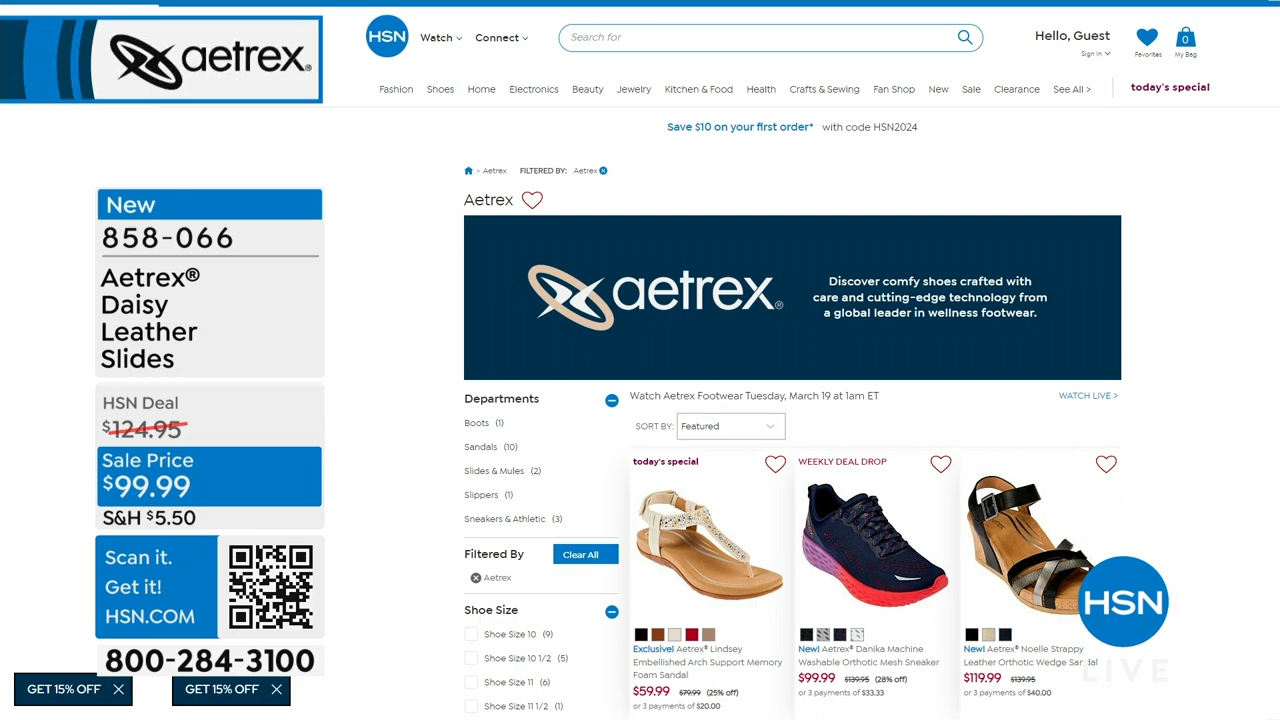 aetrex®
HSN
Watch
Connect
Search for
Hello, Guest
Sign In
Favorites
0
My Bag
Fashion Shoes Home Electronics Beauty Jewelry Kitchen & Food Health Crafts & Sewing Fan Shop New Sale Clearance See All >
today's special
Save $10 on your first order* with code HSN2024
> Aetrex FILTERED BY: Aetrex
Aetrex
aetrex®
Discover comfy shoes crafted with
care and cutting-edge technology from
a global leader in wellness footwear.
New
858-066
Aetrex®
Daisy
Leather
Slides
HSN Deal
$124.95
Sale Price
$99.99
S&H $5.50
Scan it.
Get it!
HSN.COM
800-284-3100
GET 15% OFF
GET 15% OFF
Departments
Boots (1)
Sandals (10)
Slides & Mules (2)
Slippers (1)
Sneakers & Athletic (3)
Filtered By
Clear All
Aetrex
Shoe Size
Shoe Size 10 (9)
Shoe Size 10 1/2 (5)
Shoe Size 11 (6)
Shoe Size 11 1/2 (1)
Watch Aetrex Footwear Tuesday, March 19 at 1am ET
WATCH LIVE >
SORT BY: Featured
today's special
Exclusive! Aetrex® Lindsey
Embellished Arch Support Memory
Foam Sandal
$59.99 $79.99 (25% off)
or 3 payments of $20.00
WEEKLY DEAL DROP
New! Aetrex® Danika Machine
Washable Orthotic Mesh Sneaker
$99.99 $139.95 (28% off)
or 3 payments of $33.33
New! Aetrex® Noelle Strappy
Leather Orthotic Wedge Sandal
$119.99 $139.95
or 3 payments of $40.00
HSN
LIVE